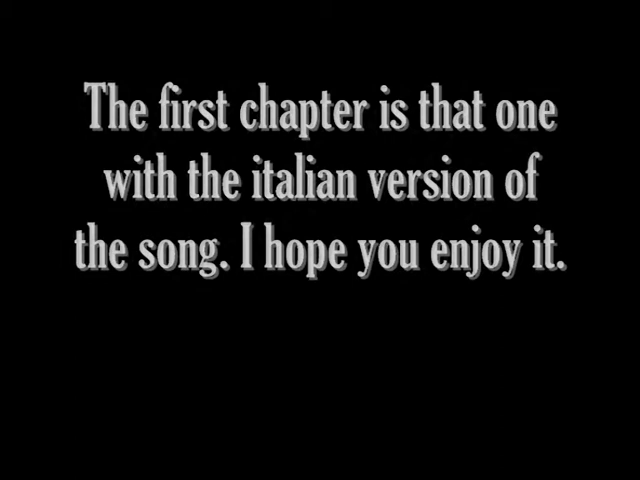 The first chapter is that one
with the italian version of
the song. I hope you enjoy it.